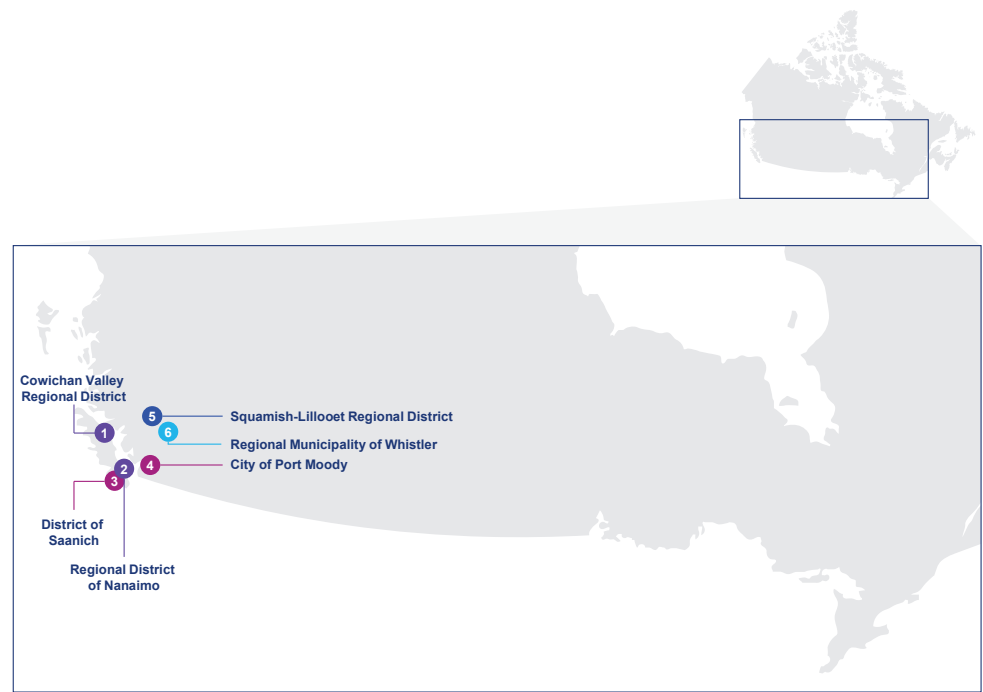 Cowichan Valley
Regional District
5
Squamish-Lillooet Regional District
1
6
Regional Municipality of Whistler
2
4
City of Port Moody
3
District of
Saanich
Regional District
of Nanaimo